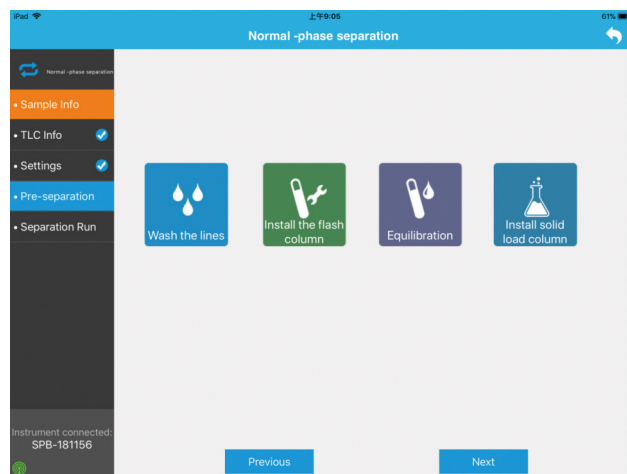 iPad 上午9:05 61%
Normal -phase separation
Normal -phase separation
• Sample Info
• TLC Info
• Settings
• Pre-separation
• Separation Run
Wash the lines
Install the flash
column
Equilibration
Install solid
load column
Instrument connected:
SPB-181156
Previous
Next